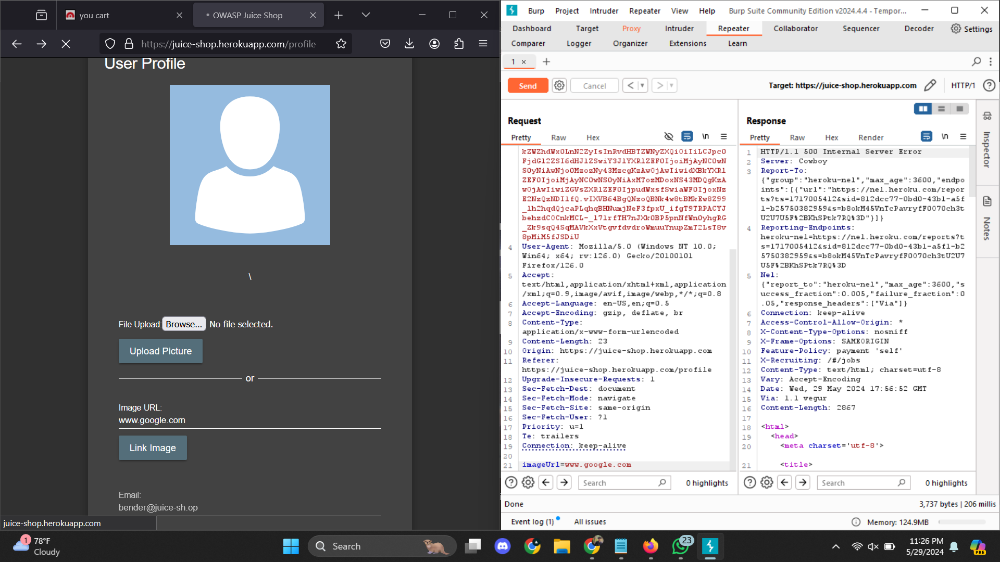 you cart
OWASP Juice Shop
https://juice-shop.herokuapp.com/profile
User Profile
\
File Upload: Browse... No file selected.
Upload Picture
or
Image URL:
www.google.com
Link Image
Email:
bender@juice-sh.op
juice-shop.herokuapp.com
Burp Project Intruder Repeater View Help Burp Suite Community Edition v2024.4.4 - Tempor...
Dashboard Target Proxy Intruder Repeater Collaborator Sequencer Decoder Settings
Comparer Logger Organizer Extensions Learn
1 × +
Send Cancel < > Target: https://juice-shop.herokuapp.com HTTP/1
Request
Pretty Raw Hex \n
4 User-Agent: Mozilla/5.0 (Windows NT 10.0;
Win64; x64; rv:126.0) Gecko/20100101
Firefox/126.0
5 Accept:
text/html,application/xhtml+xml,application
/xml;q=0.9,image/avif,image/webp,*/*;q=0.8
6 Accept-Language: en-US,en;q=0.5
7 Accept-Encoding: gzip, deflate, br
8 Content-Type:
application/x-www-form-urlencoded
9 Content-Length: 23
10 Origin: https://juice-shop.herokuapp.com
11 Referer:
https://juice-shop.herokuapp.com/profile
12 Upgrade-Insecure-Requests: 1
13 Sec-Fetch-Dest: document
14 Sec-Fetch-Mode: navigate
15 Sec-Fetch-Site: same-origin
16 Sec-Fetch-User: ?1
17 Priority: u=1
18 Te: trailers
19 Connection: keep-alive
20
21 imageUrl=www.google.com
Search 0 highlights
Response
Pretty Raw Hex Render \n
1 HTTP/1.1 500 Internal Server Error
2 Server: Cowboy
3 Report-To:
{"group":"heroku-nel","max_age":3600,"endpo
ints":[{"url":"https://nel.heroku.com/repor
ts?ts=1717005412&sid=812dcc77-0bd0-43b1-a5f
1-b25750382959&s=b8okM45VnTcPavryfF0070ch3t
U2U7U5F%2BKhSPtk7RQ%3D"}]}
4 Reporting-Endpoints:
heroku-nel=https://nel.heroku.com/reports?t
s=1717005412&sid=812dcc77-0bd0-43b1-a5f1-b2
5750382959&s=b8okM45VnTcPavryfF0070ch3tU2U7
U5F%2BKhSPtk7RQ%3D
5 Nel:
{"report_to":"heroku-nel","max_age":3600,"s
uccess_fraction":0.005,"failure_fraction":0
.05,"response_headers":["Via"]}
6 Connection: keep-alive
7 Access-Control-Allow-Origin: *
8 X-Content-Type-Options: nosniff
9 X-Frame-Options: SAMEORIGIN
10 Feature-Policy: payment 'self'
11 X-Recruiting: /#/jobs
12 Content-Type: text/html; charset=utf-8
13 Vary: Accept-Encoding
14 Date: Wed, 29 May 2024 17:56:52 GMT
15 Via: 1.1 vegur
16 Content-Length: 2867
17
18 <html>
19 <head>
20 <meta charset='utf-8'>
21 <title>
Search 0 highlights
Inspector
Notes
Done 3,737 bytes | 206 millis
Event log (1) All issues Memory: 124.9MB
1
78°F
Cloudy
Search
23
11:26 PM
5/29/2024
PRE